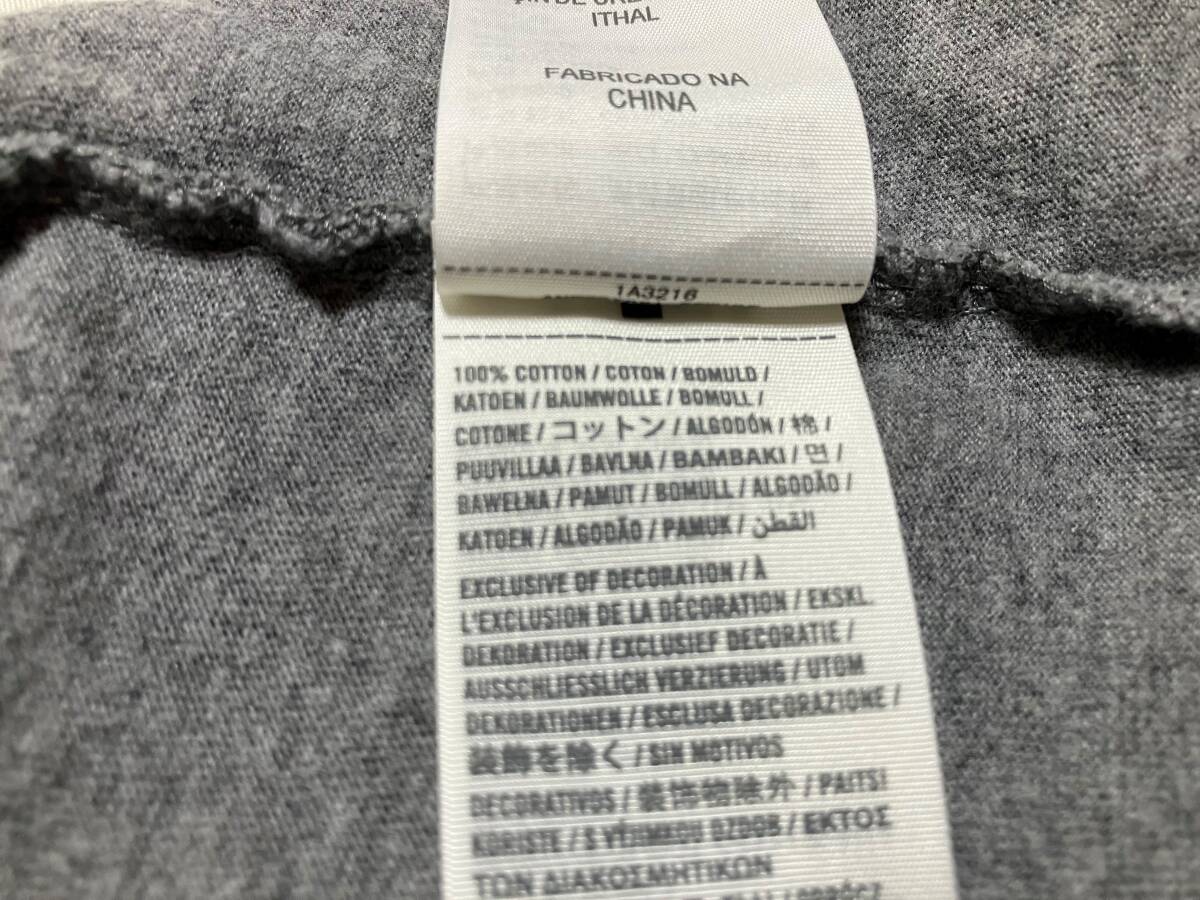 ITHAL
FABRICADO NA
CHINA
1A3216
100% COTTON / COTON / BOMULD /
KATOEN / BAUMWOLLE / BOMULL /
COTONE / コットン / ALGODÓN / 棉 /
PUUVILLAA / BAVLNA / BAMBAKI / 면 /
BAWEŁNA / PAMUT / BOMULL / ALGODÃO /
KATOEN / ALGODÃO / PAMUK / القطن
EXCLUSIVE OF DECORATION / À
L'EXCLUSION DE LA DÉCORATION / EKSKL.
DEKORATION / EXCLUSIEF DECORATIE /
AUSSCHLIESSLICH VERZIERUNG / UTOM
DEKORATIONEN / ESCLUSA DECORAZIONE /
装飾を除く / SIN MOTIVOS
DECORATIVOS / 装饰物除外 / PAITSI
KORISTE / S VÝJIMKOU OZDOB / ΕΚΤΟΣ
ΤΩΝ ΔΙΑΚΟΣΜΗΤΙΚΩΝ